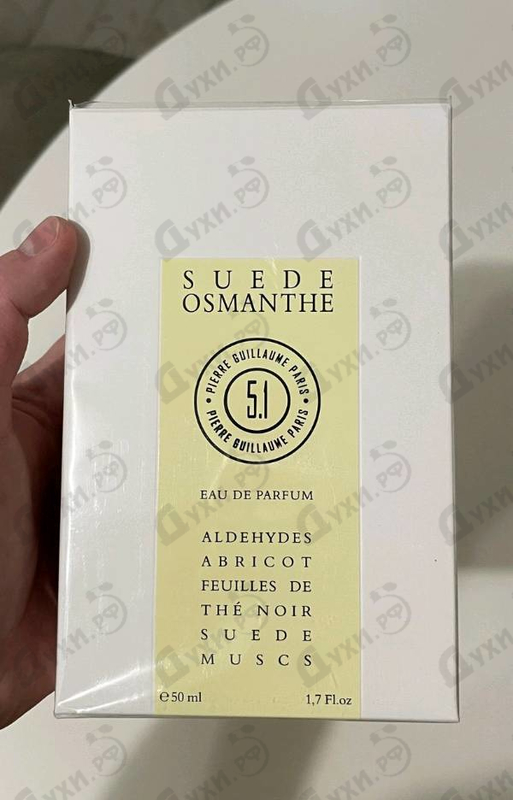 SUEDE
OSMANTHE
PIERRE GUILLAUME PARIS
5.1
PIERRE GUILLAUME PARIS
EAU DE PARFUM
ALDEHYDES
ABRICOT
FEUILLES DE
THÉ NOIR
SUEDE
MUSCS
℮50 ml
1,7 Fl.oz
Духи.рф